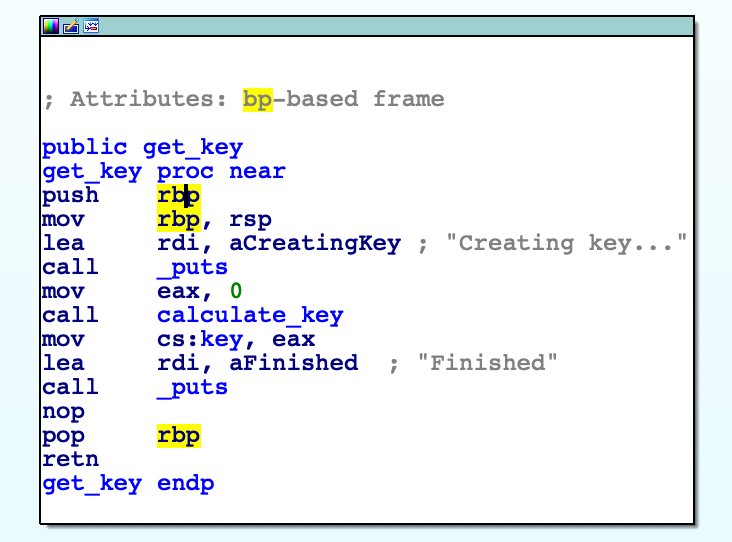 ; Attributes: bp-based frame
public get_key
get_key proc near
push rbp
mov rbp, rsp
lea rdi, aCreatingKey ; "Creating key..."
call _puts
mov eax, 0
call calculate_key
mov cs:key, eax
lea rdi, aFinished ; "Finished"
call _puts
nop
pop rbp
retn
get_key endp